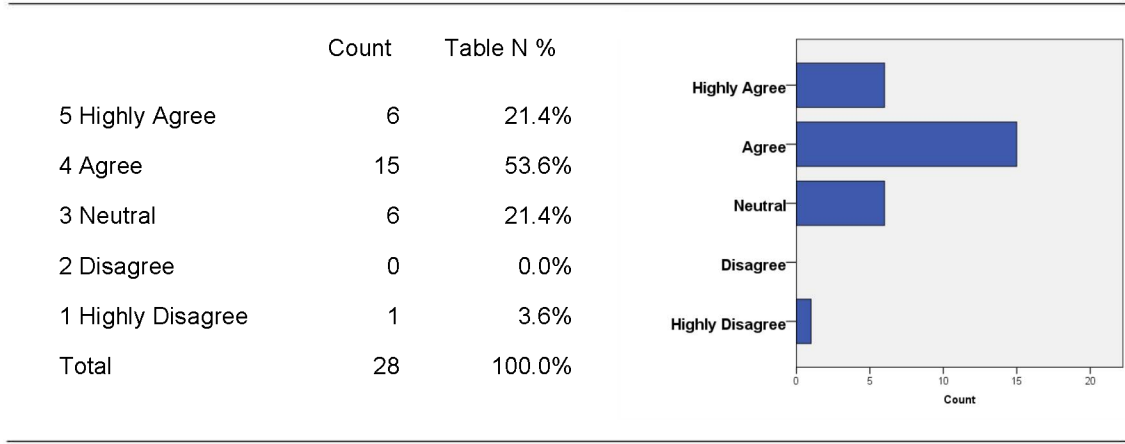 Count Table N %
5 Highly Agree 6 21.4%
4 Agree 15 53.6%
3 Neutral 6 21.4%
2 Disagree 0 0.0%
1 Highly Disagree 1 3.6%
Total 28 100.0%
Highly Agree
Agree
Neutral
Disagree
Highly Disagree
0 5 10 15 20
Count